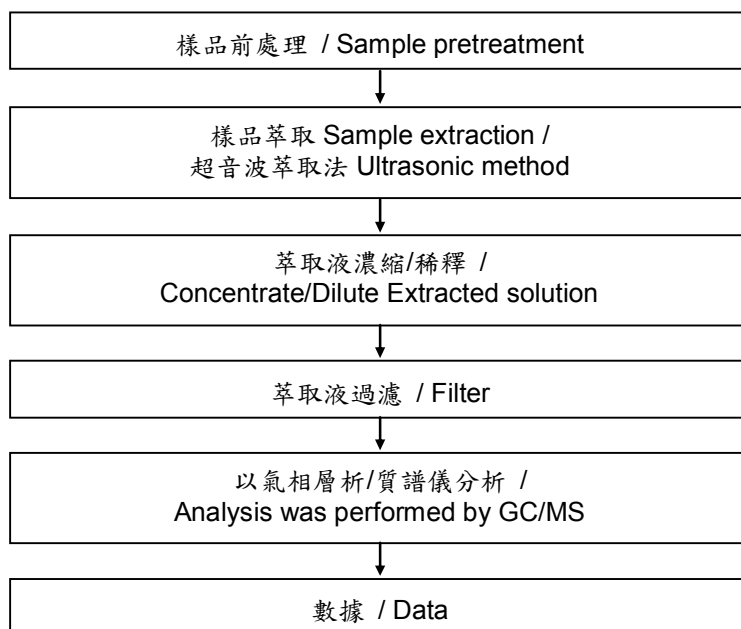 樣品前處理 / Sample pretreatment
樣品萃取 Sample extraction /
超音波萃取法 Ultrasonic method
萃取液濃縮/稀釋 /
Concentrate/Dilute Extracted solution
萃取液過濾 / Filter
以氣相層析/質譜儀分析 /
Analysis was performed by GC/MS
數據 / Data